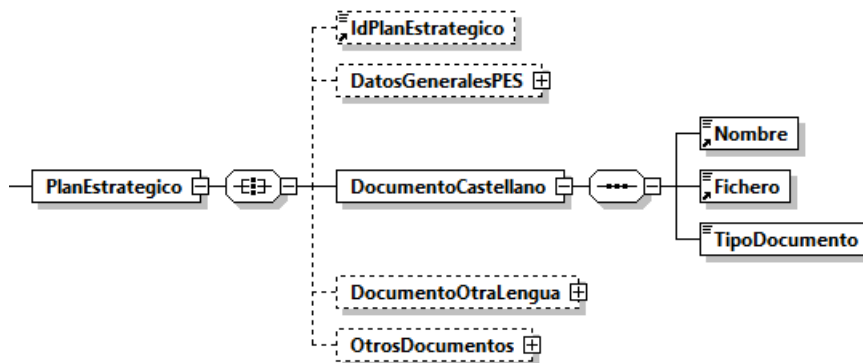 IdPlanEstrategico
DatosGeneralesPES
PlanEstrategico
DocumentoCastellano
Nombre
Fichero
TipoDocumento
DocumentoOtraLengua
OtrosDocumentos